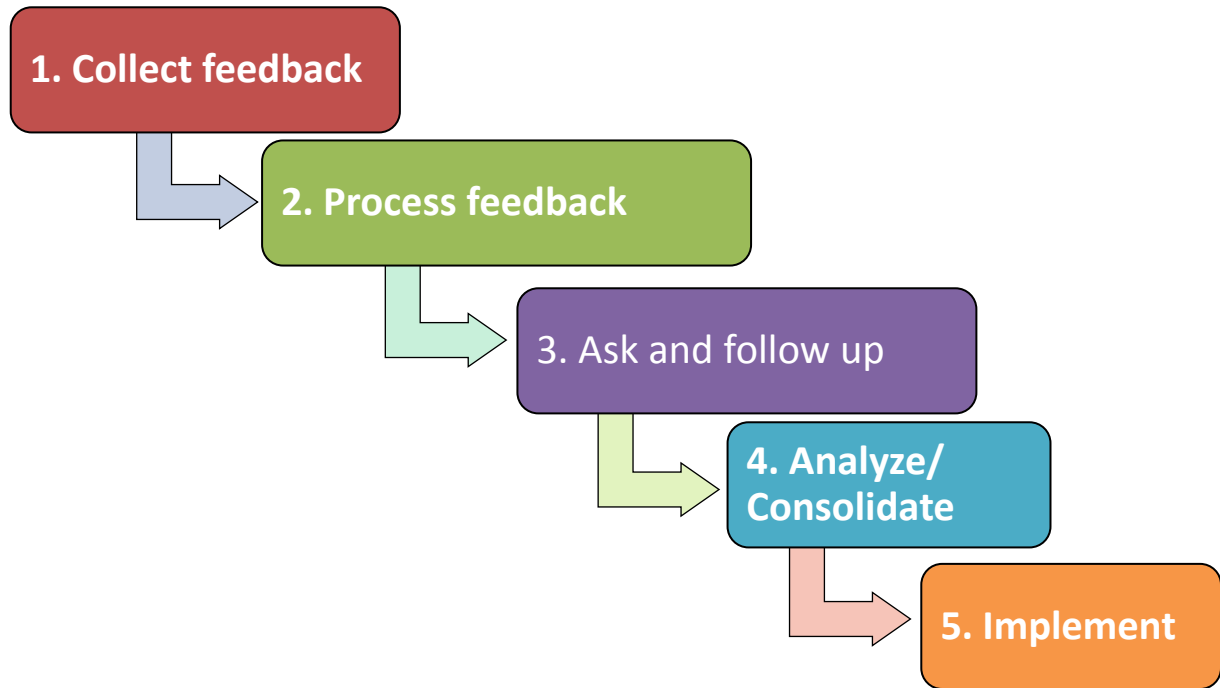 1. Collect feedback
2. Process feedback
3. Ask and follow up
4. Analyze/
Consolidate
5. Implement